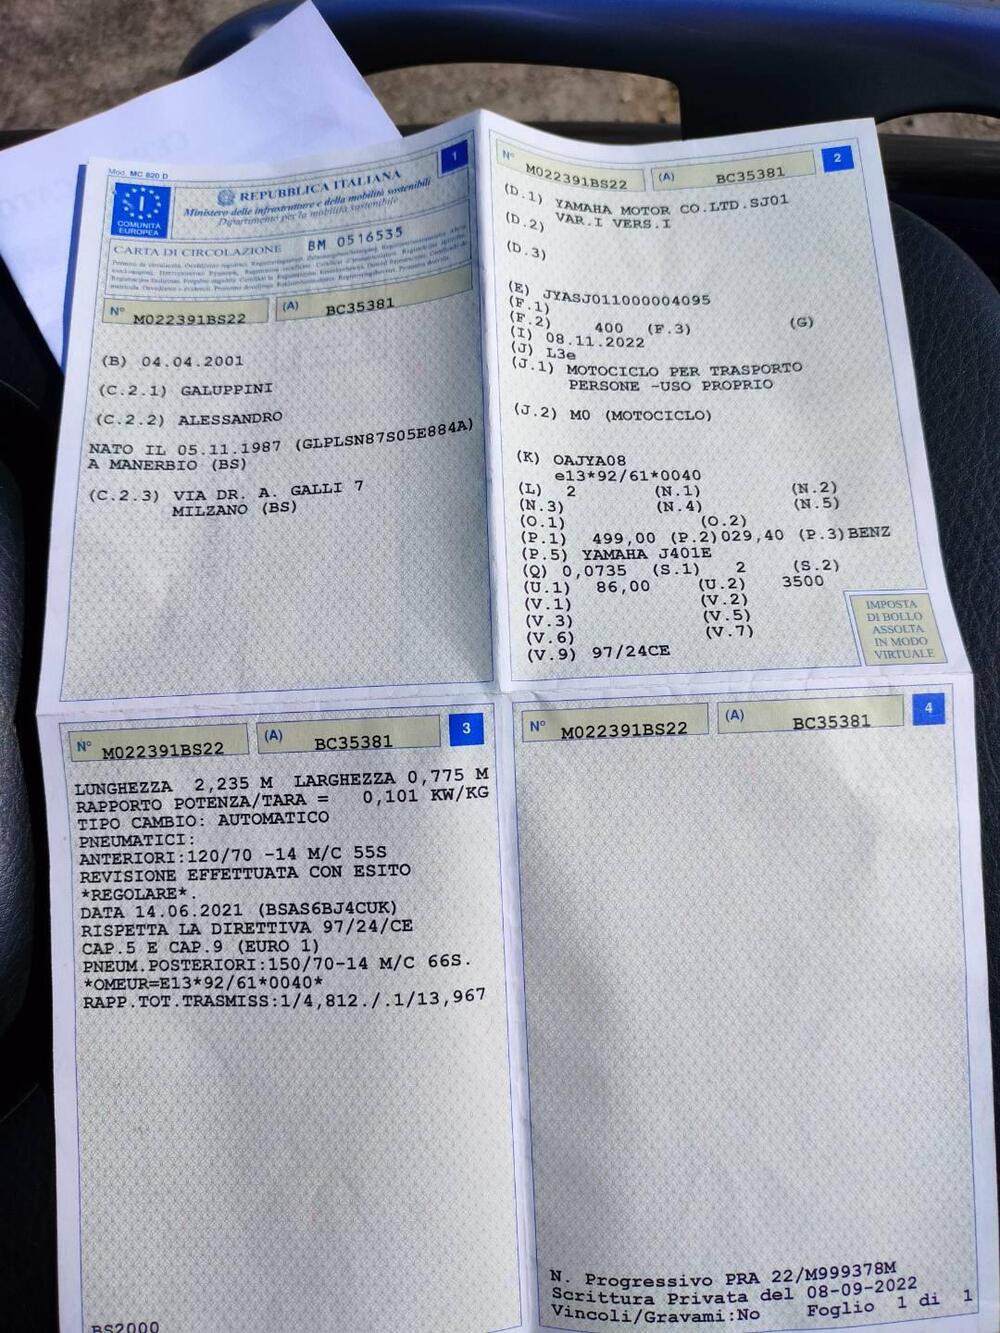 Mod. MC 820 D
1
COMUNITÀ
EUROPEA
REPUBBLICA ITALIANA
Ministero delle infrastrutture e della mobilità sostenibili
Dipartimento per la mobilità sostenibile
CARTA DI CIRCOLAZIONE BM 0516535
N° M022391BS22 (A) BC35381
(B) 04.04.2001
(C.2.1) GALUPPINI
(C.2.2) ALESSANDRO
NATO IL 05.11.1987 (GLPLSN87S05E884A)
A MANERBIO (BS)
(C.2.3) VIA DR. A. GALLI 7
MILZANO (BS)
N° M022391BS22 (A) BC35381 2
(D.1) YAMAHA MOTOR CO.LTD.SJ01
(D.2) VAR.I VERS.I
(D.3)
(E) JYASJ011000004095
(F.1)
(F.2) 400 (F.3) (G)
(I) 08.11.2022
(J) L3e
(J.1) MOTOCICLO PER TRASPORTO
PERSONE -USO PROPRIO
(J.2) M0 (MOTOCICLO)
(K) OAJYA08
e13*92/61*0040
(L) 2 (N.1) (N.2)
(N.3) (N.4) (N.5)
(O.1) (O.2)
(P.1) 499,00 (P.2)029,40 (P.3)BENZ
(P.5) YAMAHA J401E
(Q) 0,0735 (S.1) 2 (S.2)
(U.1) 86,00 (U.2) 3500
(V.1) (V.2)
(V.3) (V.5)
(V.6) (V.7)
(V.9) 97/24CE
IMPOSTA
DI BOLLO
ASSOLTA
IN MODO
VIRTUALE
N° M022391BS22 (A) BC35381 3
LUNGHEZZA 2,235 M LARGHEZZA 0,775 M
RAPPORTO POTENZA/TARA = 0,101 KW/KG
TIPO CAMBIO: AUTOMATICO
PNEUMATICI:
ANTERIORI:120/70 -14 M/C 55S
REVISIONE EFFETTUATA CON ESITO
*REGOLARE*.
DATA 14.06.2021 (BSAS6BJ4CUK)
RISPETTA LA DIRETTIVA 97/24/CE
CAP.5 E CAP.9 (EURO 1)
PNEUM.POSTERIORI:150/70-14 M/C 66S.
*OMEUR=E13*92/61*0040*
RAPP.TOT.TRASMISS:1/4,812./.1/13,967
BS2000
N° M022391BS22 (A) BC35381 4
N. Progressivo PRA 22/M999378M
Scrittura Privata del 08-09-2022
Vincoli/Gravami:No Foglio 1 di 1